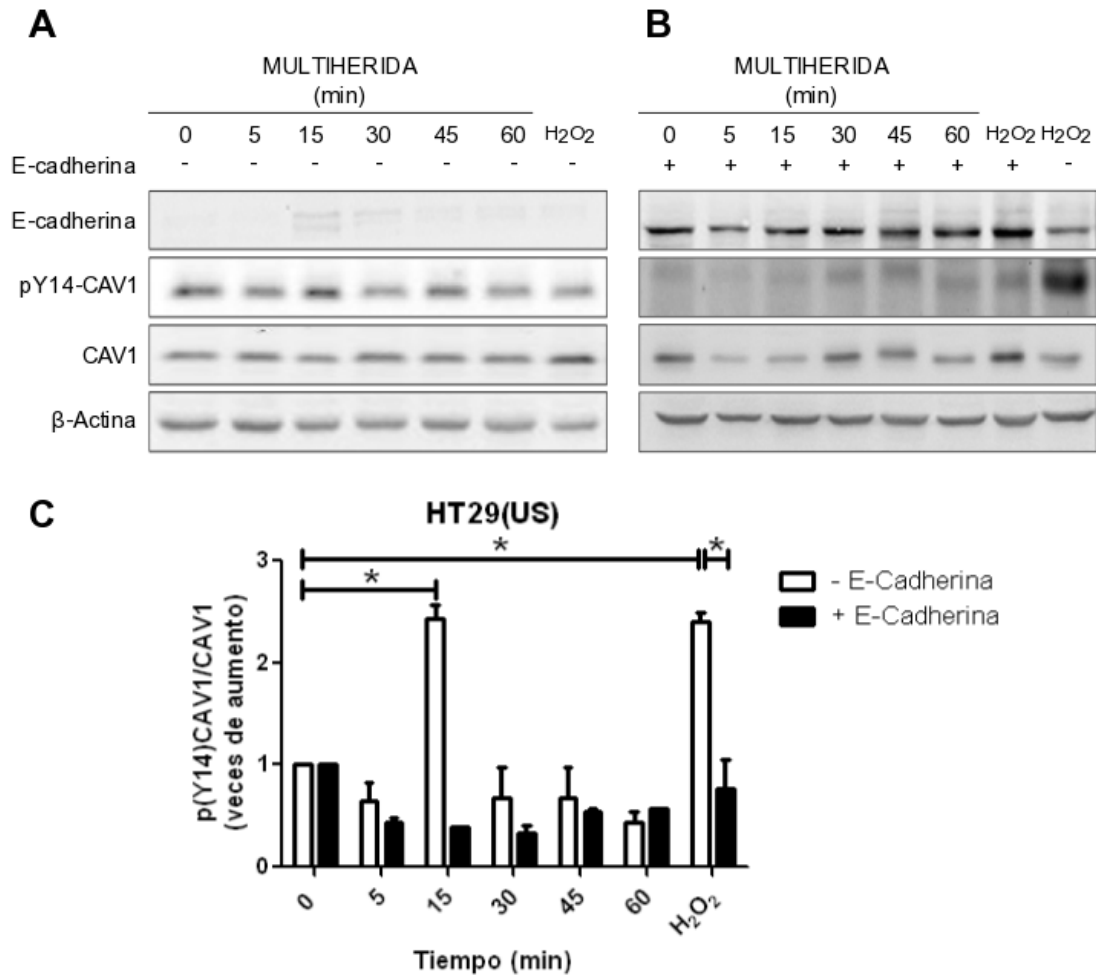 A
MULTIHERIDA
(min)
0 5 15 30 45 60 H₂O₂
E-cadherina - - - - - - -
E-cadherina
pY14-CAV1
CAV1
β-Actina
B
MULTIHERIDA
(min)
0 5 15 30 45 60 H₂O₂ H₂O₂
+ + + + + + + -
C
HT29(US)
* * *
p(Y14)CAV1/CAV1
(veces de aumento)
3
2
1
0
0 5 15 30 45 60 H₂O₂
Tiempo (min)
- E-Cadherina
+ E-Cadherina